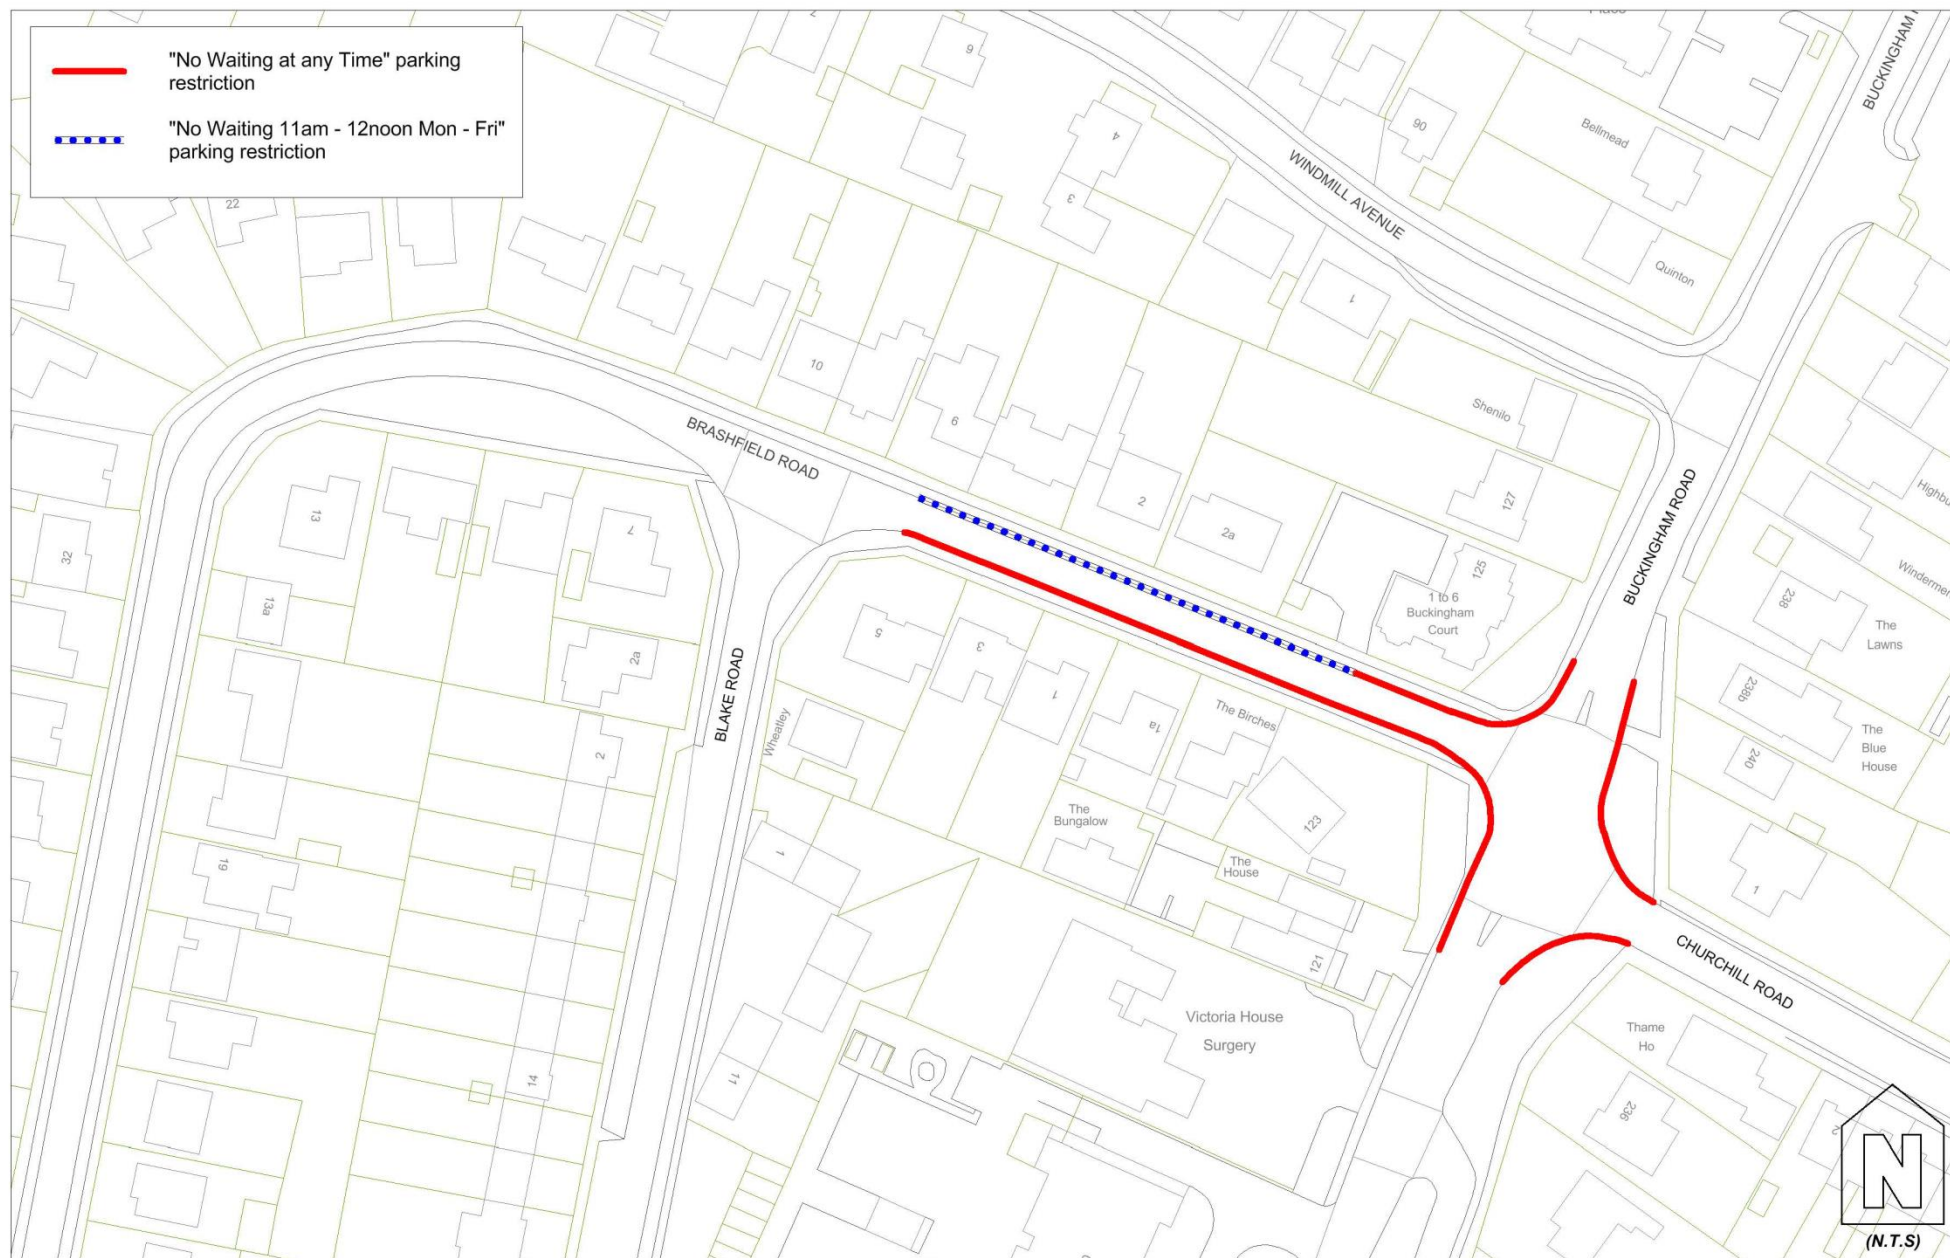 "No Waiting at any Time" parking
restriction
"No Waiting 11am - 12noon Mon - Fri"
parking restriction
9
4
3
90
Bellmead
BUCKINGHAM
WINDMILL AVENUE
Quinton
22
1
10
6
Shenilo
BRASHFIELD ROAD
2
2a
127
125
1 to 6
Buckingham
Court
BUCKINGHAM ROAD
238
The
Lawns
238b
The
Blue
House
240
1
13
7
32
13a
2a
5
3
1
1a
The Birches
BLAKE ROAD
Wheatley
2
The
Bungalow
123
The
House
1
19
121
CHURCHILL ROAD
Victoria House
Surgery
Thame
Ho
11
14
236
2
N
(N.T.S)